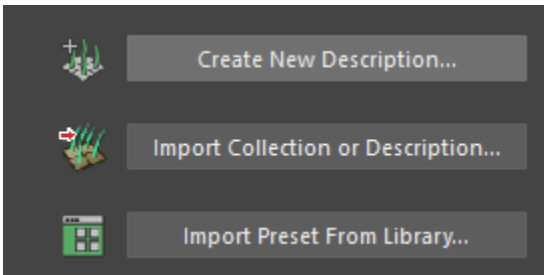 Create New Description...
Import Collection or Description...
Import Preset From Library...